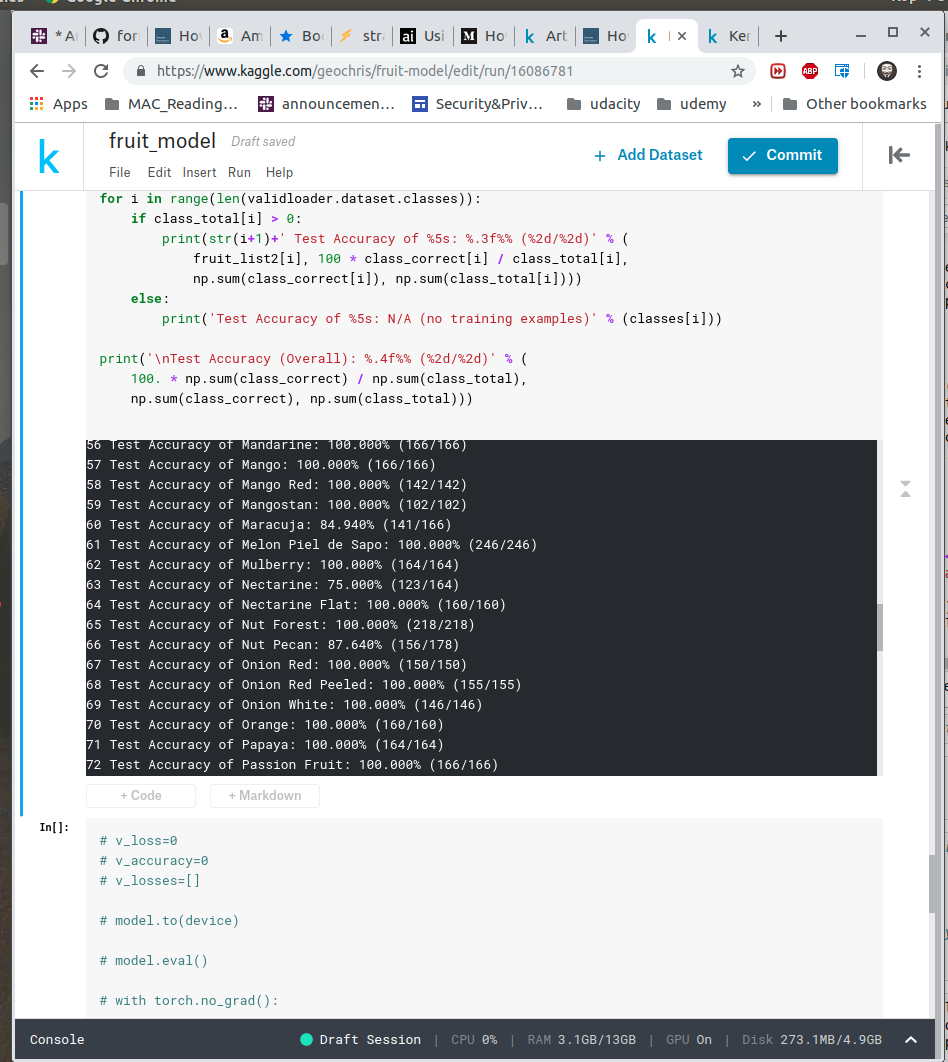 * A
for
Ho
Am
Bo
stra
Usi
Ho
Art
Ho
Ker
https://www.kaggle.com/geochris/fruit-model/edit/run/16086781
Apps MAC_Reading... announcemen... Security&Priv... udacity udemy » Other bookmarks
fruit_model Draft saved
File Edit Insert Run Help
+ Add Dataset
Commit
for i in range(len(validloader.dataset.classes)):
if class_total[i] > 0:
print(str(i+1)+' Test Accuracy of %5s: %.3f%% (%2d/%2d)' % (
fruit_list2[i], 100 * class_correct[i] / class_total[i],
np.sum(class_correct[i]), np.sum(class_total[i])))
else:
print('Test Accuracy of %5s: N/A (no training examples)' % (classes[i]))
print('\nTest Accuracy (Overall): %.4f%% (%2d/%2d)' % (
100. * np.sum(class_correct) / np.sum(class_total),
np.sum(class_correct), np.sum(class_total)))
56 Test Accuracy of Mandarine: 100.000% (166/166)
57 Test Accuracy of Mango: 100.000% (166/166)
58 Test Accuracy of Mango Red: 100.000% (142/142)
59 Test Accuracy of Mangostan: 100.000% (102/102)
60 Test Accuracy of Maracuja: 84.940% (141/166)
61 Test Accuracy of Melon Piel de Sapo: 100.000% (246/246)
62 Test Accuracy of Mulberry: 100.000% (164/164)
63 Test Accuracy of Nectarine: 75.000% (123/164)
64 Test Accuracy of Nectarine Flat: 100.000% (160/160)
65 Test Accuracy of Nut Forest: 100.000% (218/218)
66 Test Accuracy of Nut Pecan: 87.640% (156/178)
67 Test Accuracy of Onion Red: 100.000% (150/150)
68 Test Accuracy of Onion Red Peeled: 100.000% (155/155)
69 Test Accuracy of Onion White: 100.000% (146/146)
70 Test Accuracy of Orange: 100.000% (160/160)
71 Test Accuracy of Papaya: 100.000% (164/164)
72 Test Accuracy of Passion Fruit: 100.000% (166/166)
+ Code + Markdown
In[]:
# v_loss=0
# v_accuracy=0
# v_losses=[]
# model.to(device)
# model.eval()
# with torch.no_grad():
Console Draft Session | CPU 0% | RAM 3.1GB/13GB | GPU On | Disk 273.1MB/4.9GB